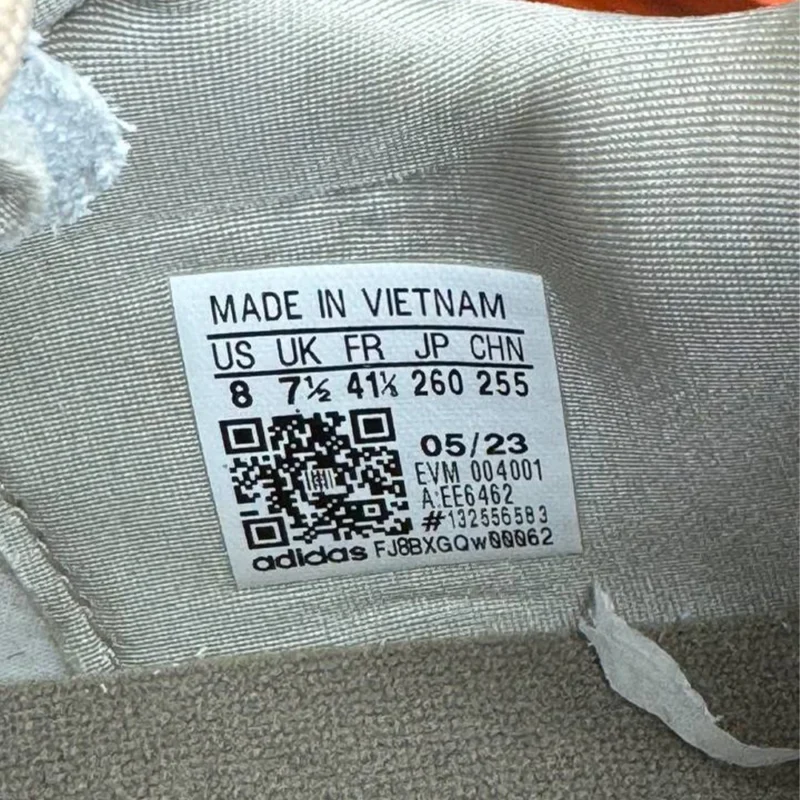 MADE IN VIETNAM
US UK FR JP CHN
8 7½ 41⅓ 260 255
05/23
EVM 004001
A:EE6462
#132556583
adidas FJ8BXGQw00062